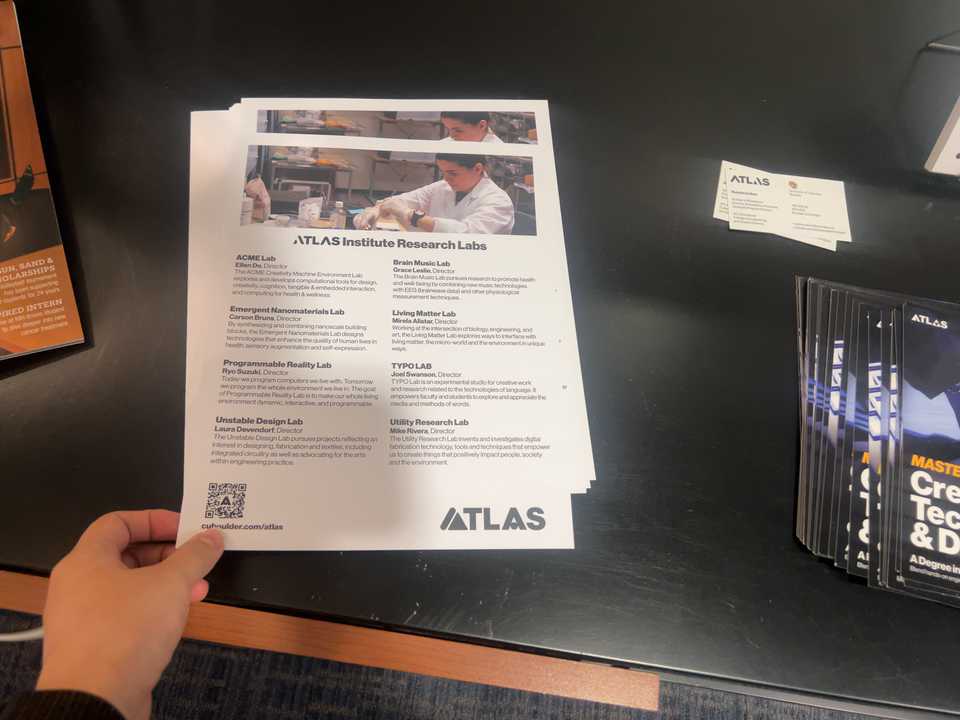 ATLAS Institute Research Labs
ACME Lab
Ellen Do, Director
The ACME Creativity Machine Environment Lab
explores and develops computational tools for design,
creativity, cognition, tangible & embedded interaction,
and computing for health & wellness.
Emergent Nanomaterials Lab
Carson Bruns, Director
By synthesizing and combining nanoscale building
blocks, the Emergent Nanomaterials Lab designs
technologies that enhance the quality of human lives in
health, sensory augmentation and self-expression.
Programmable Reality Lab
Ryo Suzuki, Director
Today we program computers we live with. Tomorrow
we program the whole environment we live in. The goal
of Programmable Reality Lab is to make our whole living
environment dynamic, interactive, and programmable.
Unstable Design Lab
Laura Devendorf, Director
The Unstable Design Lab pursues projects reflecting an
interest in designing, fabrication and textiles, including
integrated circuitry as well as advocating for the arts
within engineering practice.
Brain Music Lab
Grace Leslie, Director
The Brain Music Lab pursues research to promote health
and well-being by combining new music technologies
with EEG (brainwave data) and other physiological
measurement techniques.
Living Matter Lab
Mirela Alistar, Director
Working at the intersection of biology, engineering, and
art, the Living Matter Lab explores ways to interface with
living matter, the micro-world and the environment in unique
ways.
TYPO LAB
Joel Swanson, Director
TYPO Lab is an experimental studio for creative work
and research related to the technologies of language. It
empowers faculty and students to explore and appreciate the
media and methods of words.
Utility Research Lab
Mike Rivera, Director
The Utility Research Lab invents and investigates digital
fabrication technology, tools and techniques that empower
us to create things that positively impact people, society
and the environment.
cuboulder.com/atlas
ATLAS
ATLAS
ATLAS
MASTE
Cre
Tec
& D
A Degree in
SUN, SAND &